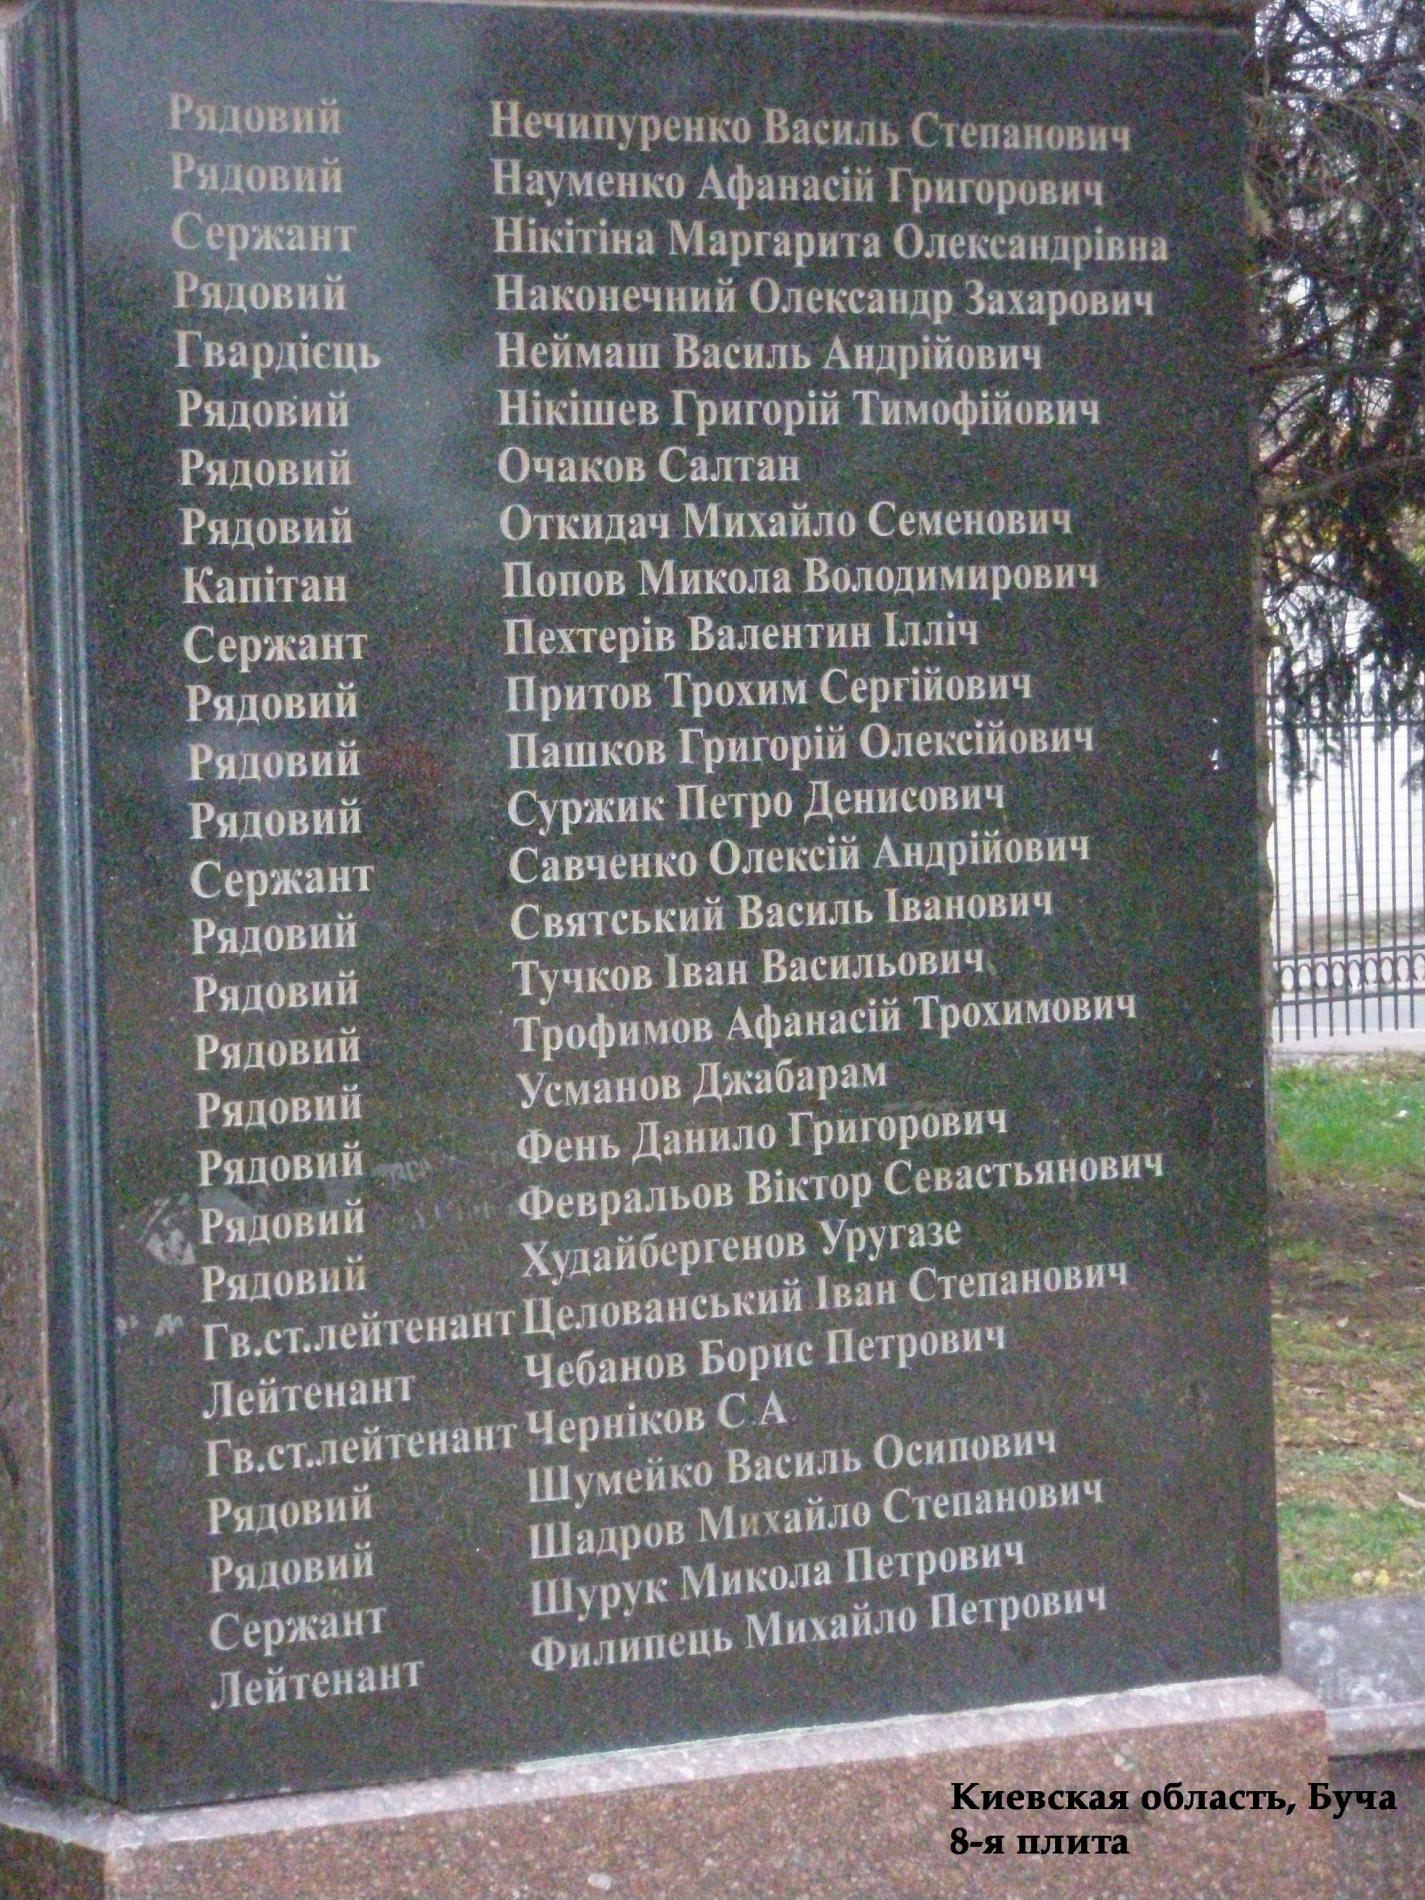 Рядовий Нечипуренко Василь Степанович
Рядовий Науменко Афанасій Григорович
Сержант Нікітіна Маргарита Олександрівна
Рядовий Наконечний Олександр Захарович
Гвардієць Неймаш Василь Андрійович
Рядовий Нікішев Григорій Тимофійович
Рядовий Очаков Салтан
Рядовий Откидач Михайло Семенович
Капітан Попов Микола Володимирович
Сержант Пехтерів Валентин Ілліч
Рядовий Притов Трохим Сергійович
Рядовий Пашков Григорій Олексійович
Рядовий Суржик Петро Денисович
Сержант Савченко Олексій Андрійович
Рядовий Святський Василь Іванович
Рядовий Тучков Іван Васильович
Рядовий Трофимов Афанасій Трохимович
Рядовий Усманов Джабарам
Рядовий Фень Данило Григорович
Рядовий Февральов Віктор Севастьянович
Рядовий Худайбергенов Уругазе
Гв.ст.лейтенант Целованський Іван Степанович
Лейтенант Чебанов Борис Петрович
Гв.ст.лейтенант Черніков С.А.
Рядовий Шумейко Василь Осипович
Рядовий Шадров Михайло Степанович
Сержант Шурук Микола Петрович
Лейтенант Филипець Михайло Петрович
Киевская область, Буча
8-я плита